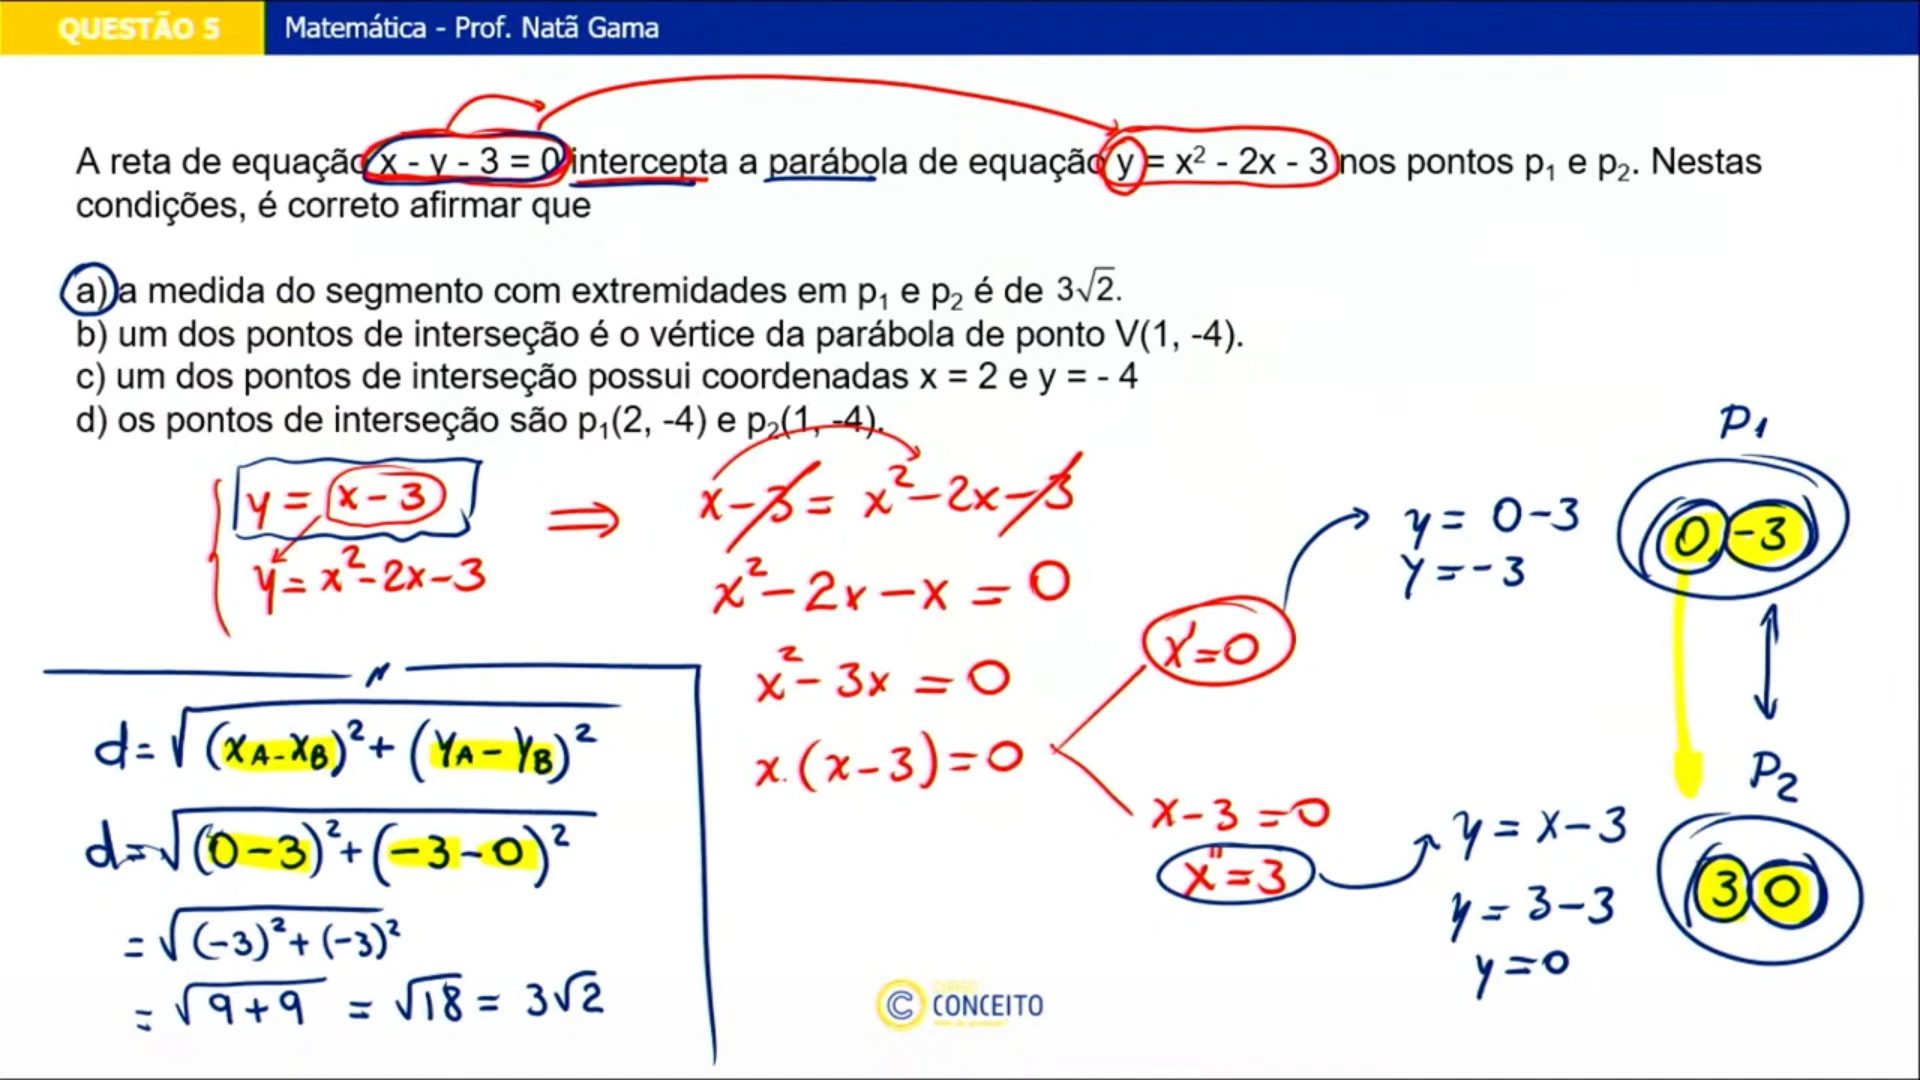 QUESTÃO 5
Matemática - Prof. Natã Gama
A reta de equação x - y - 3 = 0 intercepta a parábola de equação y = x² - 2x - 3 nos pontos p₁ e p₂. Nestas
condições, é correto afirmar que
a) a medida do segmento com extremidades em p₁ e p₂ é de 3√2.
b) um dos pontos de interseção é o vértice da parábola de ponto V(1, -4).
c) um dos pontos de interseção possui coordenadas x = 2 e y = - 4
d) os pontos de interseção são p₁(2, -4) e p₂(1, -4).
y = x-3
y = x²-2x-3
⇒
x-3 = x²-2x-3
x²-2x-x = 0
x²-3x = 0
x.(x-3)=0
x'=0
x-3=0
x''=3
y = 0-3
y = -3
P₁
(0)(-3)
P₂
(3)(0)
y = x-3
y = 3-3
y=0
d=√(xA-xB)²+(yA-yB)²
d=√(0-3)²+(-3-0)²
=√(-3)²+(-3)²
=√9+9 = √18 = 3√2
CONCEITO